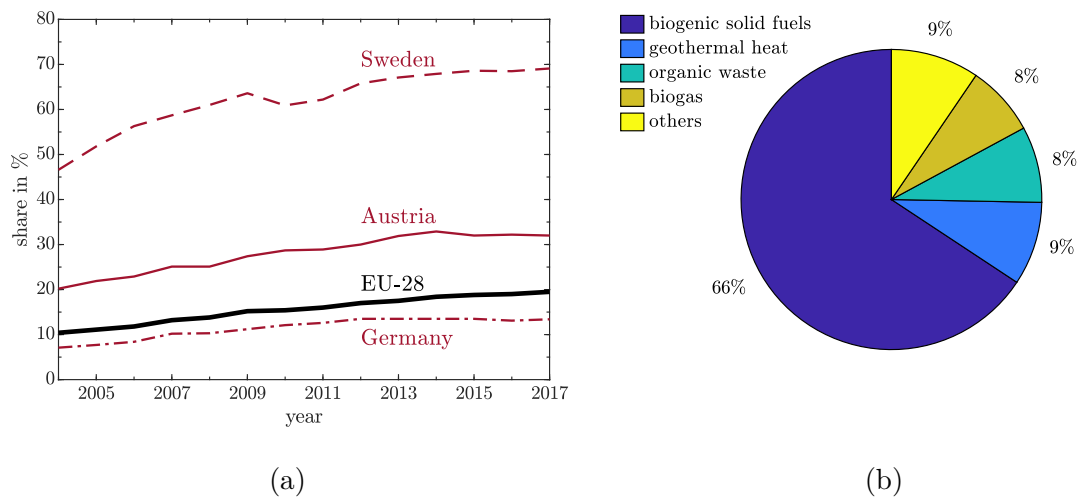 80
70
60
50
40
30
20
10
0
share in %
Sweden
Austria
EU-28
Germany
2005 2007 2009 2011 2013 2015 2017
year
(a)
biogenic solid fuels
geothermal heat
organic waste
biogas
others
9%
8%
8%
9%
66%
(b)